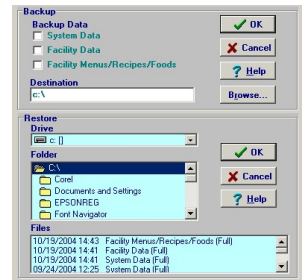 Backup
Backup Data
System Data
Facility Data
Facility Menus/Recipes/Foods
Destination
c:\
OK
Cancel
? Help
Browse...
Restore
Drive
c: []
Folder
C:\
Corel
Documents and Settings
EPSONREG
Font Navigator
OK
Cancel
? Help
Files
10/19/2004 14:43 Facility Menus/Recipes/Foods (Full)
10/19/2004 14:41 Facility Data (Full)
10/19/2004 14:41 System Data (Full)
09/24/2004 12:25 System Data (Full)